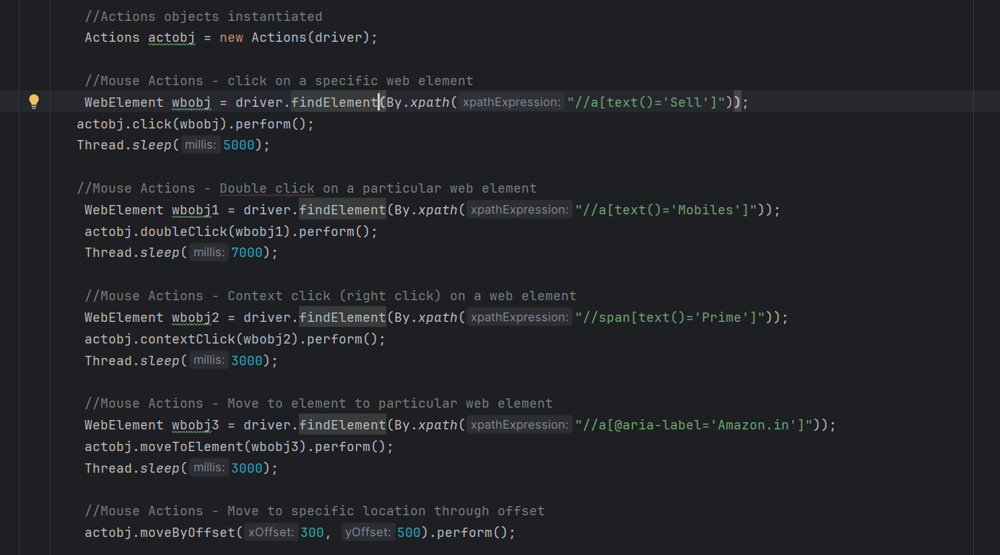 //Actions objects instantiated
Actions actobj = new Actions(driver);
//Mouse Actions - click on a specific web element
WebElement wbobj = driver.findElement(By.xpath( xpathExpression: "//a[text()='Sell']"));
actobj.click(wbobj).perform();
Thread.sleep( millis: 5000);
//Mouse Actions - Double click on a particular web element
WebElement wbobj1 = driver.findElement(By.xpath( xpathExpression: "//a[text()='Mobiles']"));
actobj.doubleClick(wbobj1).perform();
Thread.sleep( millis: 7000);
//Mouse Actions - Context click (right click) on a web element
WebElement wbobj2 = driver.findElement(By.xpath( xpathExpression: "//span[text()='Prime']"));
actobj.contextClick(wbobj2).perform();
Thread.sleep( millis: 3000);
//Mouse Actions - Move to element to particular web element
WebElement wbobj3 = driver.findElement(By.xpath( xpathExpression: "//a[@aria-label='Amazon.in']"));
actobj.moveToElement(wbobj3).perform();
Thread.sleep( millis: 3000);
//Mouse Actions - Move to specific location through offset
actobj.moveByOffset( xOffset: 300, yOffset: 500).perform();